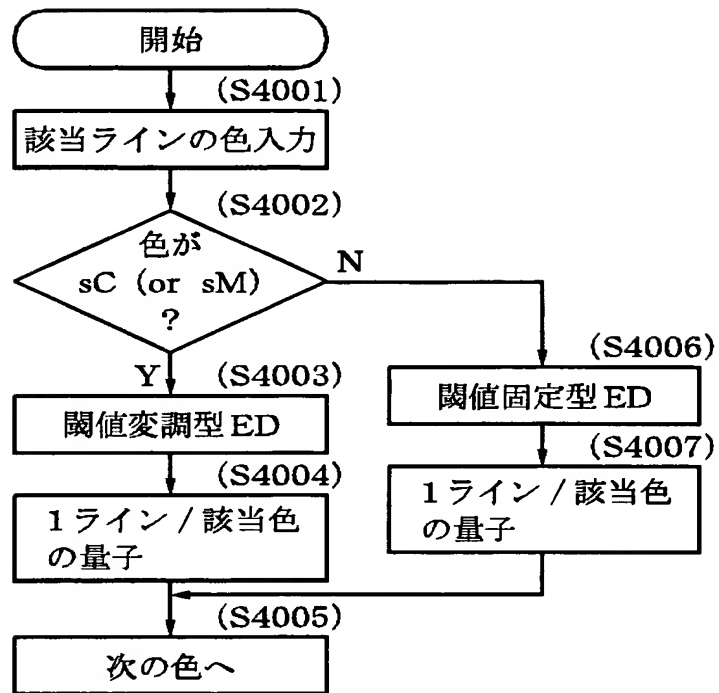 開始
(S4001)
該当ラインの色入力
(S4002)
色が
sC (or sM)
?
N
Y
(S4003)
閾値変調型ED
(S4004)
1ライン/該当色
の量子
(S4006)
閾値固定型ED
(S4007)
1ライン/該当色
の量子
(S4005)
次の色へ